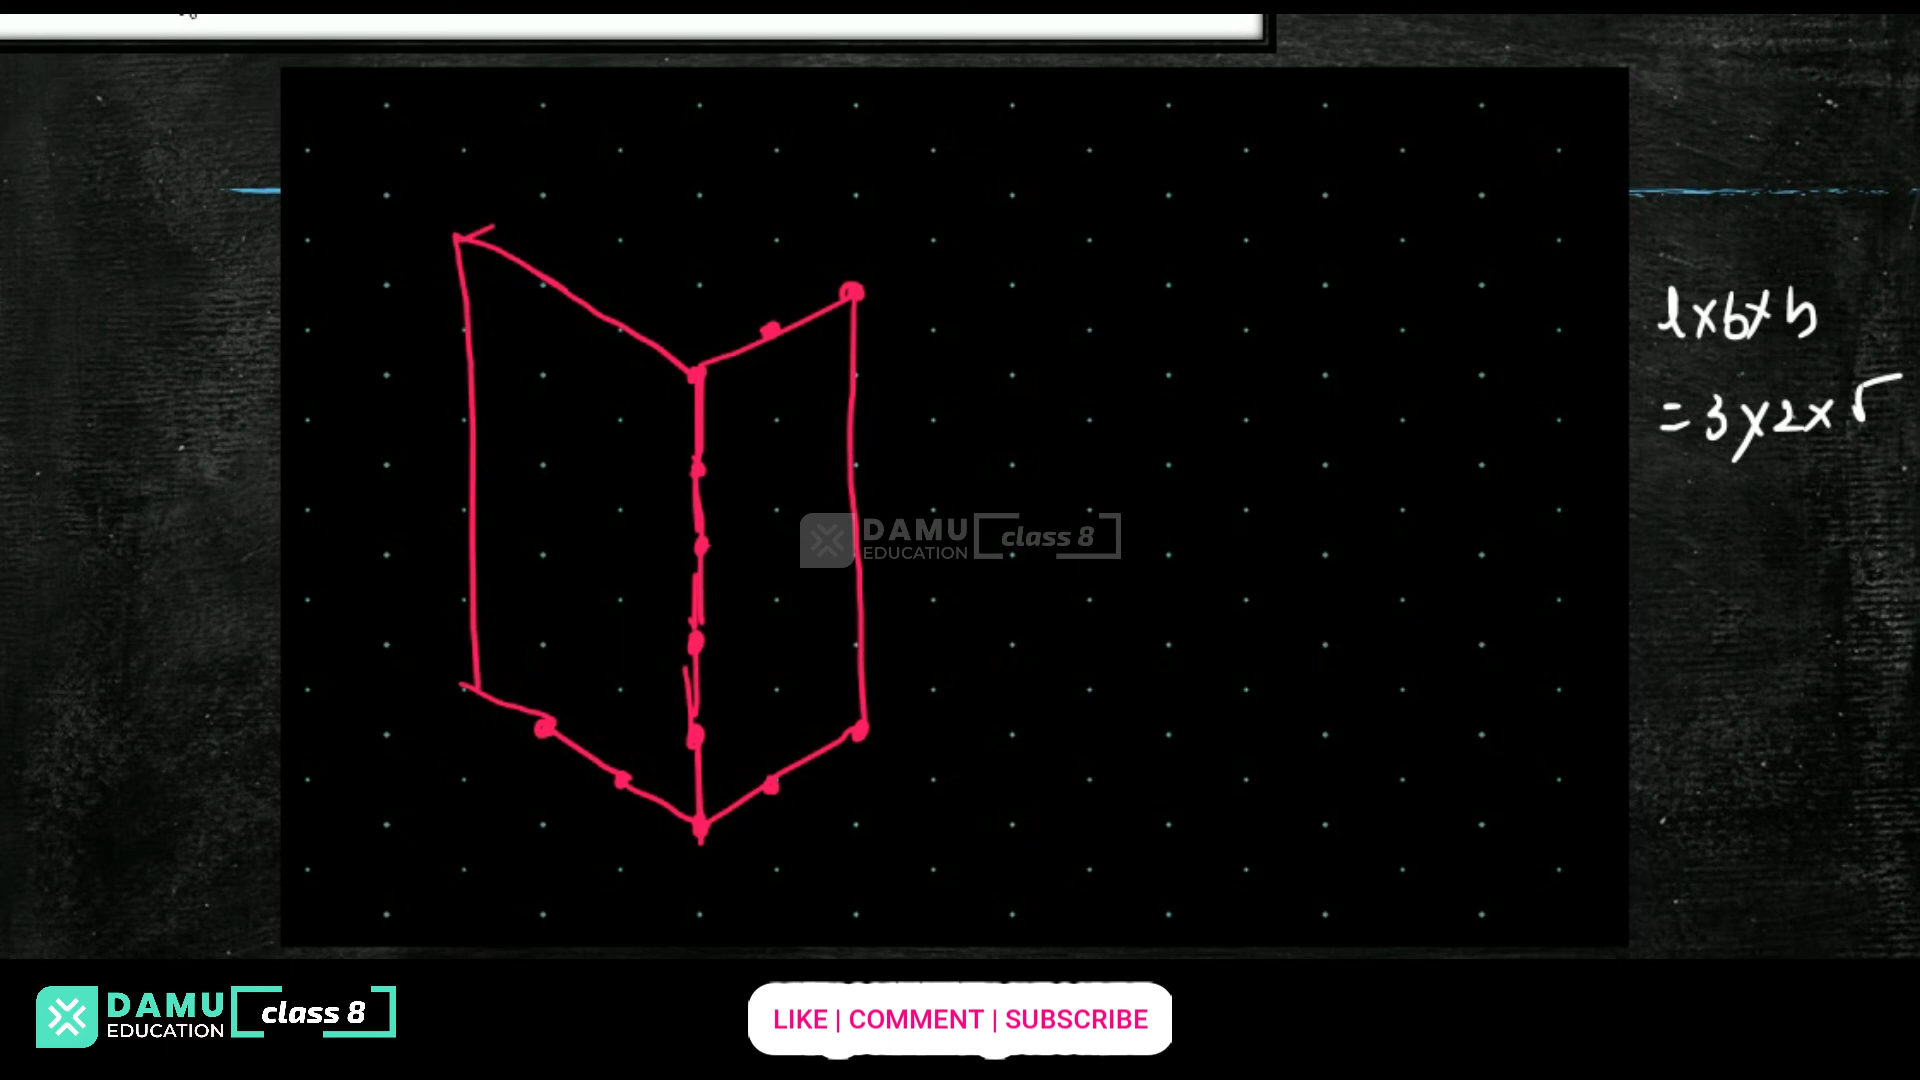 l×b×h
=3×2×5
DAMU
EDUCATION
class 8
DAMU
EDUCATION
class 8
LIKE | COMMENT | SUBSCRIBE